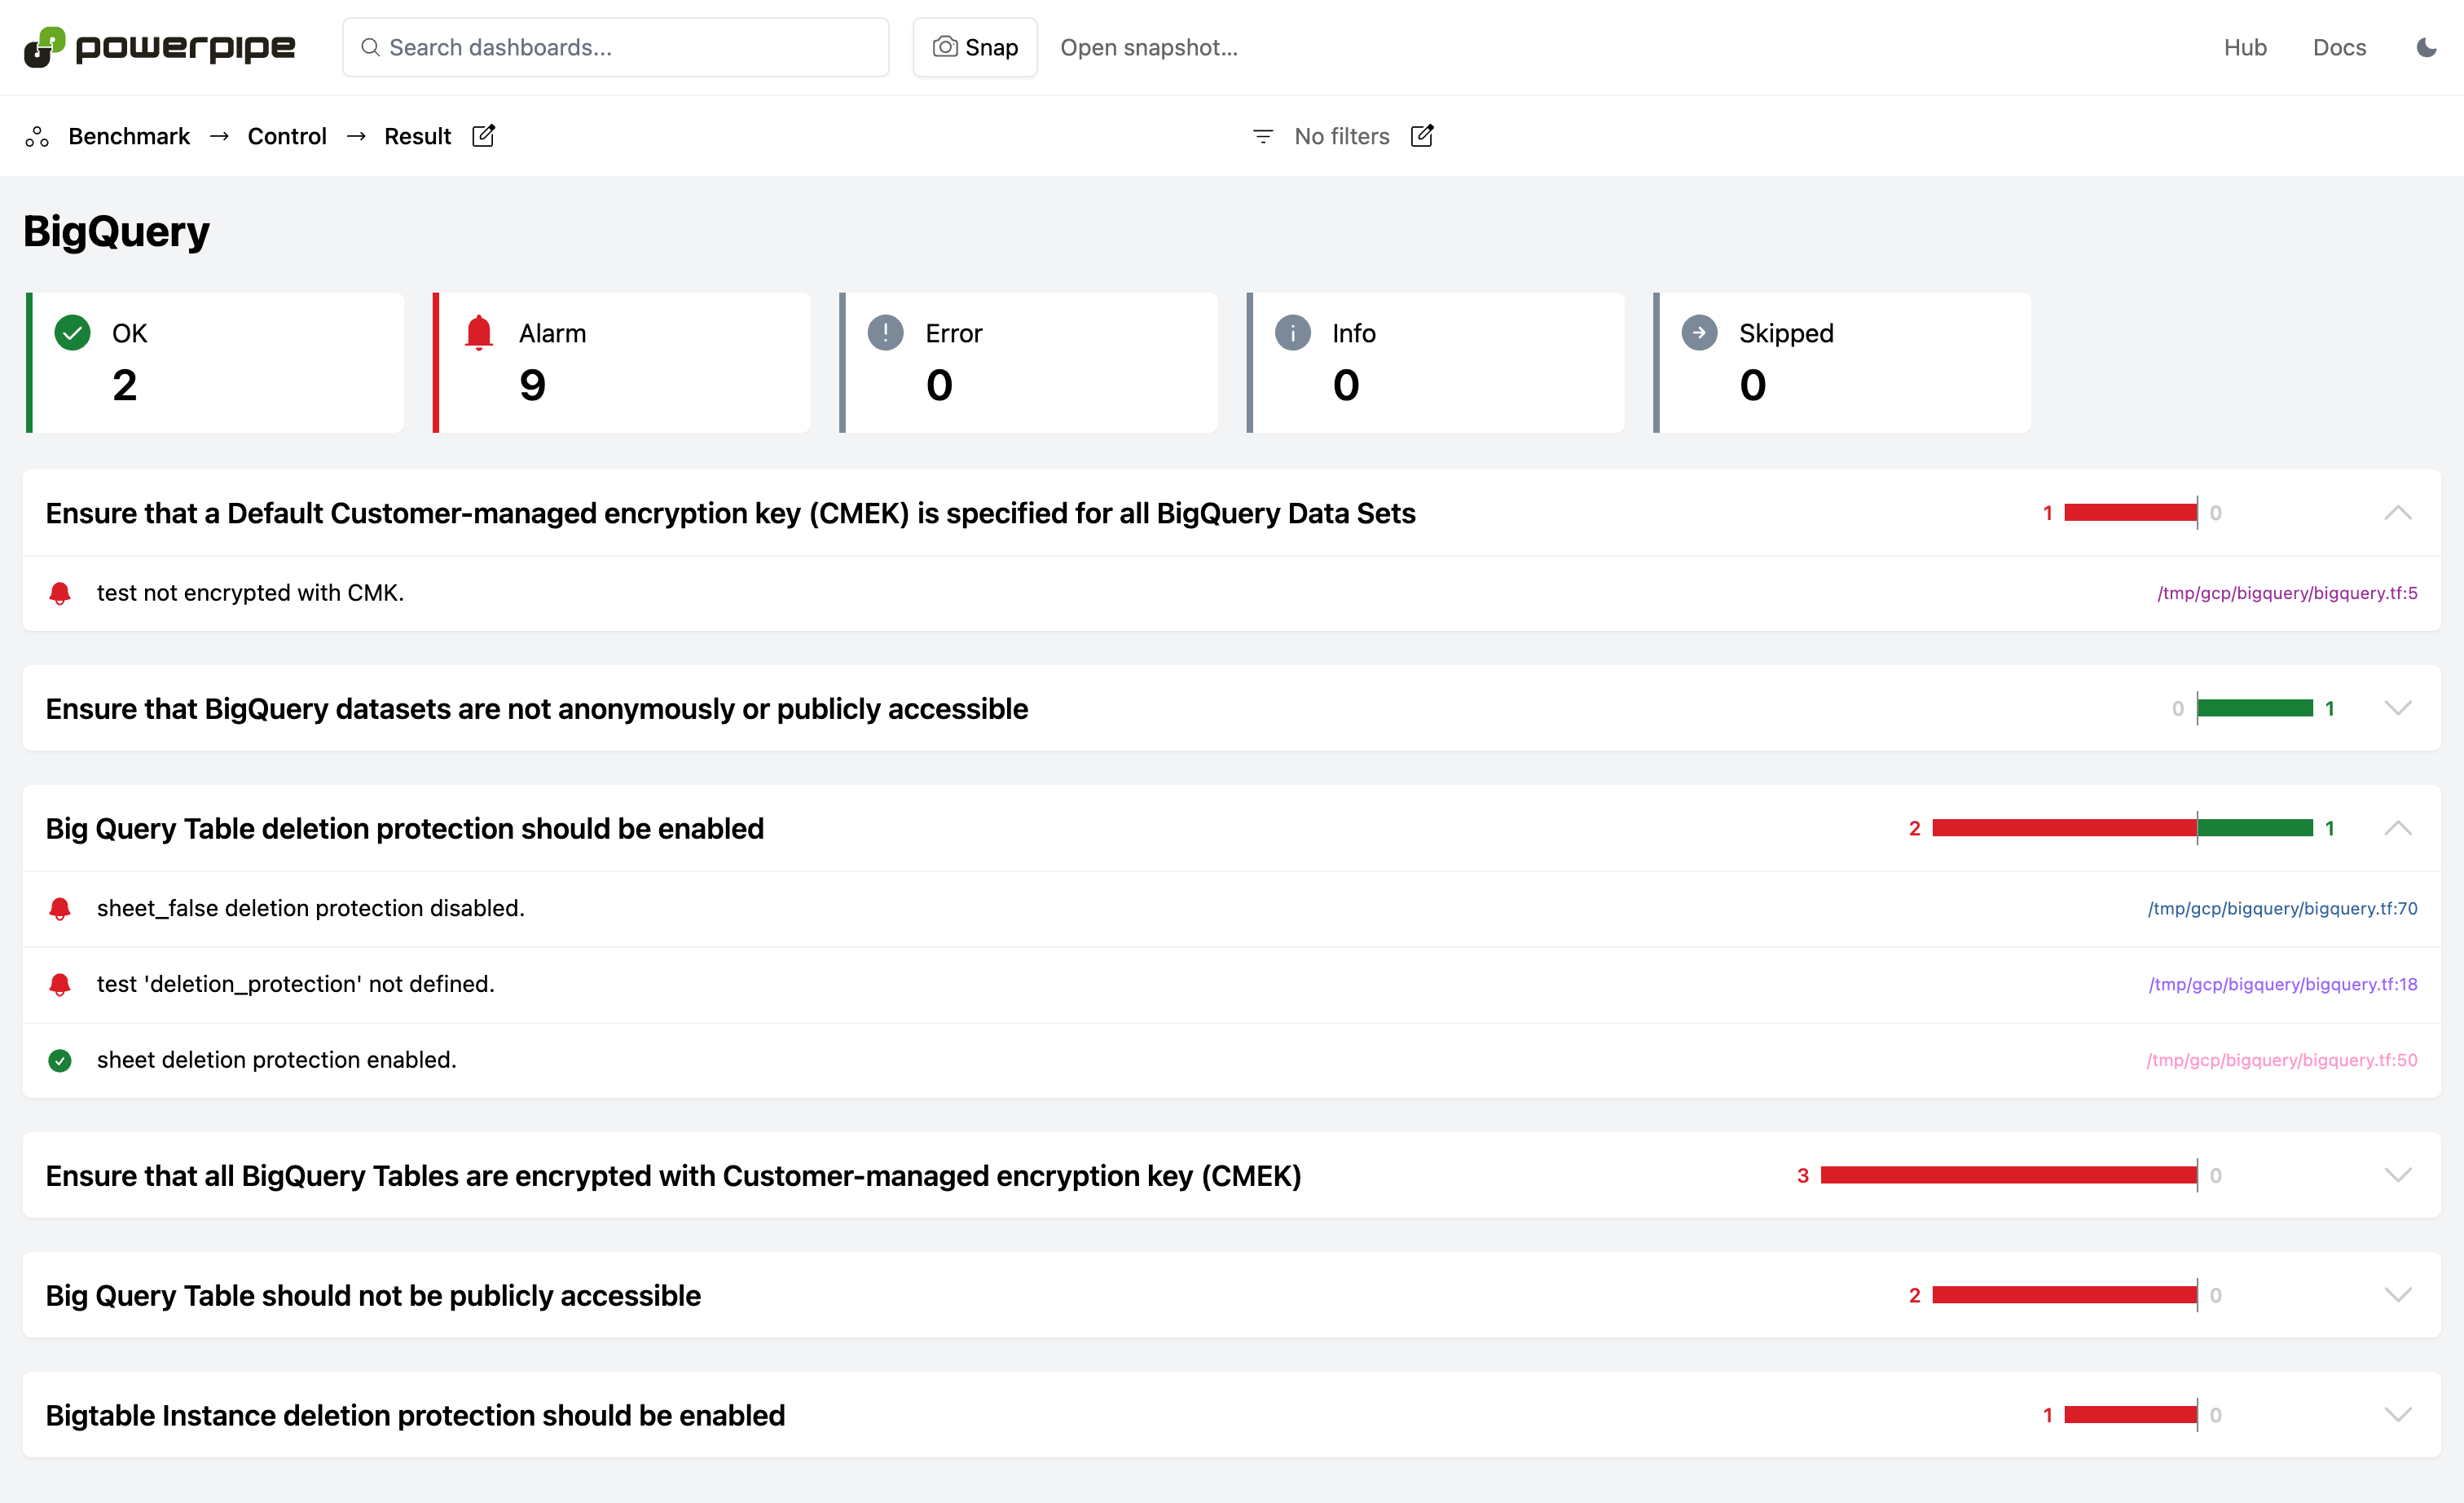 powerpipe
Search dashboards...
Snap
Open snapshot...
Hub
Docs
Benchmark → Control → Result
No filters
BigQuery
OK
2
Alarm
9
Error
0
Info
0
Skipped
0
Ensure that a Default Customer-managed encryption key (CMEK) is specified for all BigQuery Data Sets 1 0
test not encrypted with CMK. /tmp/gcp/bigquery/bigquery.tf:5
Ensure that BigQuery datasets are not anonymously or publicly accessible 0 1
Big Query Table deletion protection should be enabled 2 1
sheet_false deletion protection disabled. /tmp/gcp/bigquery/bigquery.tf:70
test 'deletion_protection' not defined. /tmp/gcp/bigquery/bigquery.tf:18
sheet deletion protection enabled. /tmp/gcp/bigquery/bigquery.tf:50
Ensure that all BigQuery Tables are encrypted with Customer-managed encryption key (CMEK) 3 0
Big Query Table should not be publicly accessible 2 0
Bigtable Instance deletion protection should be enabled 1 0